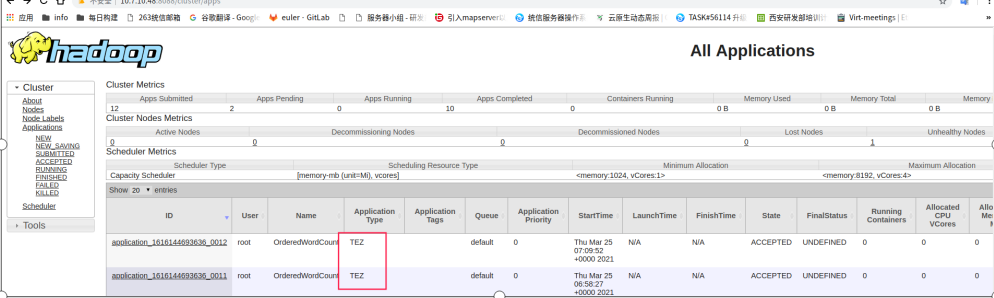 不安全 | 10.7.10.48:8088/cluster/apps
应用 info 每日构建 263统信邮箱 G 谷歌翻译 - Google euler · GitLab 服务器小组 - 研发 引入mapserver 统信服务器操作系 云原生动态周报 TASK#56114 升级 西安研发部培训 Virt-meetings »
hadoop
All Applications
Cluster
About
Nodes
Node Labels
Applications
NEW
NEW_SAVING
SUBMITTED
ACCEPTED
RUNNING
FINISHED
FAILED
KILLED
Scheduler
Tools
Cluster Metrics
Apps Submitted Apps Pending Apps Running Apps Completed Containers Running Memory Used Memory Total Memory
12 2 0 10 0 0 B 0 B 0 B
Cluster Nodes Metrics
Active Nodes Decommissioning Nodes Decommissioned Nodes Lost Nodes Unhealthy Nodes
0 0 0 0 1
Scheduler Metrics
Scheduler Type Scheduling Resource Type Minimum Allocation Maximum Allocation
Capacity Scheduler [memory-mb (unit=Mi), vcores] <memory:1024, vCores:1> <memory:8192, vCores:4>
Show 20 entries
ID User Name Application Type Application Tags Queue Application Priority StartTime LaunchTime FinishTime State FinalStatus Running Containers Allocated CPU VCores
application_1616144693636_0012 root OrderedWordCount TEZ default 0 Thu Mar 25 07:09:52 +0000 2021 N/A N/A ACCEPTED UNDEFINED 0 0 0
application_1616144693636_0011 root OrderedWordCount TEZ default 0 Thu Mar 25 06:58:27 +0000 2021 N/A N/A ACCEPTED UNDEFINED 0 0 0